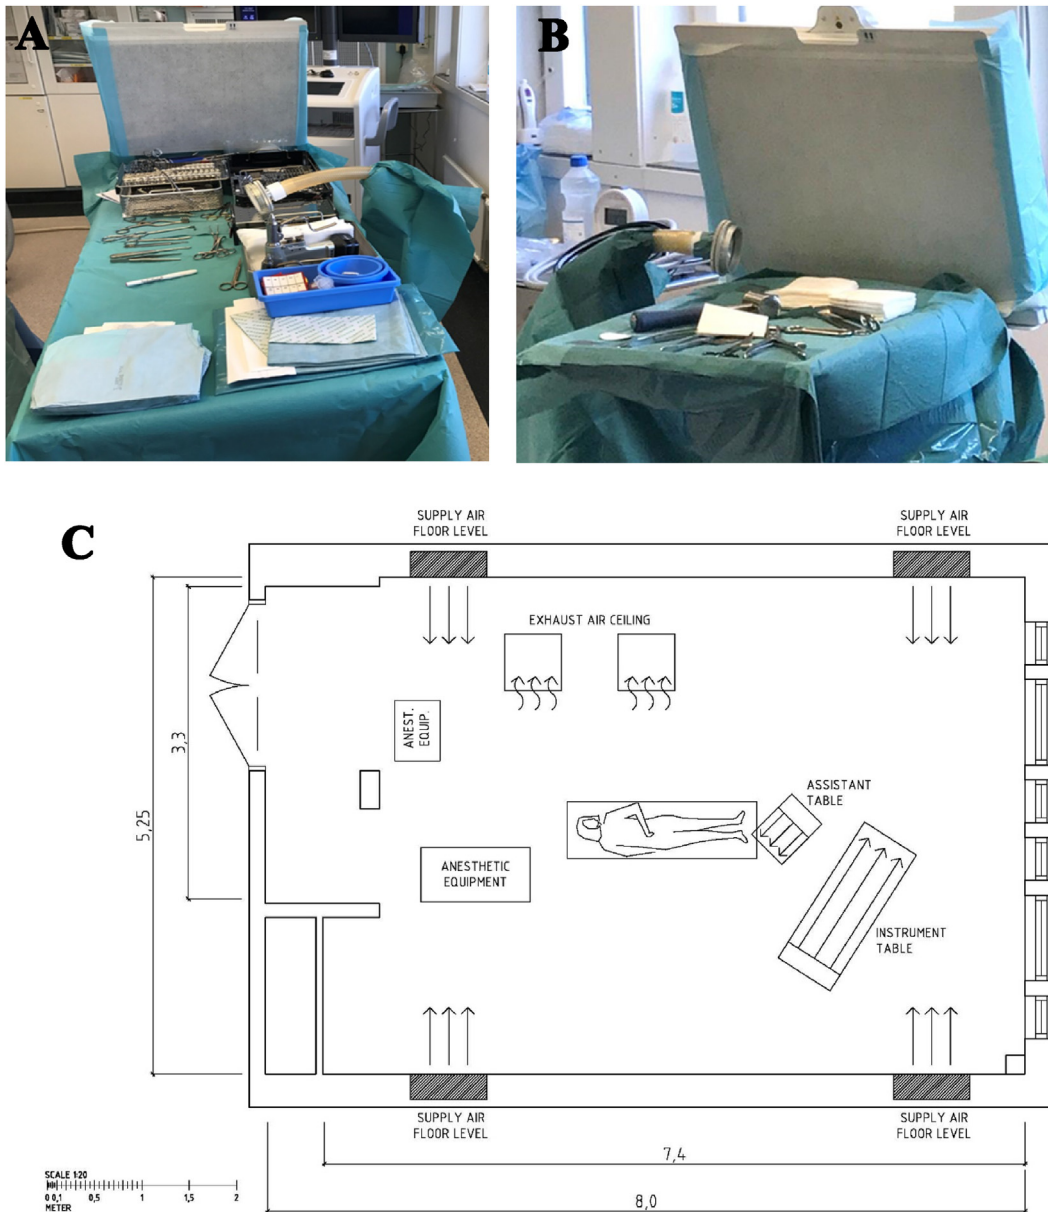 A
B
C
SUPPLY AIR
FLOOR LEVEL
SUPPLY AIR
FLOOR LEVEL
EXHAUST AIR CEILING
ANEST.
EQUIP.
3,3
5,25
ASSISTANT
TABLE
ANESTHETIC
EQUIPMENT
INSTRUMENT
TABLE
SUPPLY AIR
FLOOR LEVEL
SUPPLY AIR
FLOOR LEVEL
7,4
8,0
SCALE 1:20
0 0,1 0,5 1 1,5 2
METER